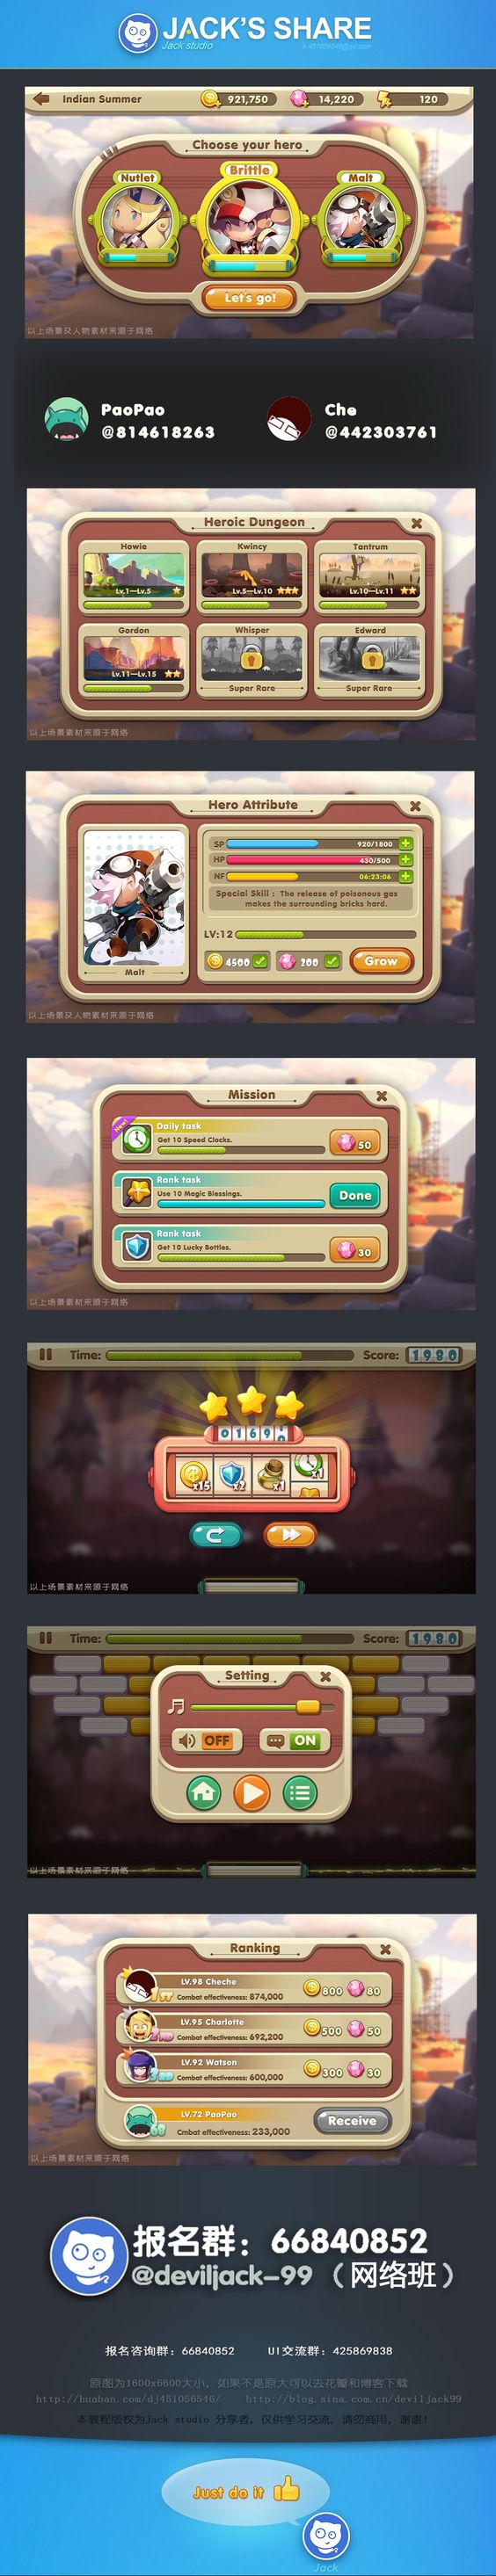 JACK'S SHARE
Jack studio
Indian Summer
921,750
14,220
120
Choose your hero
Nutlet
Brittle
Malt
Let's go!
以上场景及人物素材来源于网络
PaoPao
@814618263
Che
@442303761
Heroic Dungeon
Howie
Kwincy
Tantrum
Lv.1—Lv.5
Lv.5—Lv.10
Lv.10—Lv.11
Gordon
Whisper
Edward
Lv.11—Lv.15
Super Rare
Super Rare
以上场景素材来源于网络
Hero Attribute
SP 920/1800
HP 430/500
NF 06:23:06
Special Skill : The release of poisonous gas
makes the surrounding bricks hard.
LV:12
4500
200
Grow
Malt
以上场景及人物素材来源于网络
Mission
New!
Daily task
Get 10 Speed Clocks.
50
Rank task
Use 10 Magic Blessings.
Done
Rank task
Get 10 Lucky Bottles.
30
以上场景素材来源于网络
Time:
Score: 1980
0169
x15
x2
x1
x1
以上场景素材来源于网络
Time:
Score: 1980
Setting
OFF
ON
以上场景素材来源于网络
Ranking
LV.98 Cheche
1ST
Combat effectiveness: 874,000
800
80
LV.95 Charlotte
2ND
Combat effectiveness: 692,200
500
50
LV.92 Watson
3RD
Combat effectiveness: 600,000
300
30
LV.72 PaoPao
68
Cmbat effectiveness: 233,000
Receive
以上场景素材来源于网络
报名群：66840852
@deviljack-99（网络班）
报名咨询群：66840852
UI交流群：425869838
原图为1600x6600大小，如果不是原大可以去花瓣和博客下载
http://huaban.com/dj451056546/
http://blog.sina.com.cn/deviljack99
本教程版权为Jack studio 分享者，仅供学习交流，请勿商用，谢谢！
Just do it
Jack